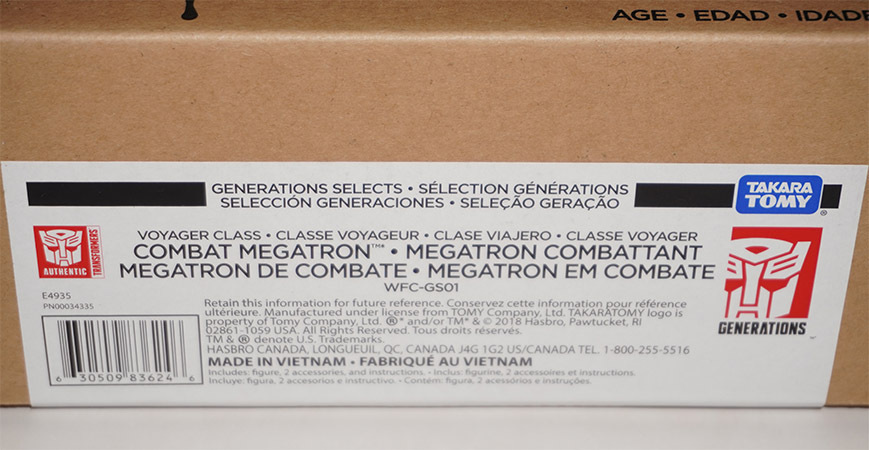 AGE • EDAD • IDADE
GENERATIONS SELECTS • SÉLECTION GÉNÉRATIONS
SELECCIÓN GENERACIONES • SELEÇÃO GERAÇÃO
TAKARA
TOMY®
VOYAGER CLASS • CLASSE VOYAGEUR • CLASE VIAJERO • CLASSE VOYAGER
COMBAT MEGATRON™* • MEGATRON COMBATTANT
MEGATRON DE COMBATE • MEGATRON EM COMBATE
WFC-GS01
AUTHENTIC
TRANSFORMERS
GENERATIONS™
E4935
PN00034335
Retain this information for future reference. Conservez cette information pour référence
ultérieure. Manufactured under license from TOMY Company, Ltd. TAKARATOMY logo is
property of Tomy Company, Ltd. ®* and/or TM* & © 2018 Hasbro, Pawtucket, RI
02861-1059 USA. All Rights Reserved. Tous droits réservés.
TM & ® denote U.S. Trademarks.
HASBRO CANADA, LONGUEUIL, QC, CANADA J4G 1G2 US/CANADA TEL. 1-800-255-5516
MADE IN VIETNAM • FABRIQUÉ AU VIETNAM
Includes: figure, 2 accessories, and instructions. • Inclus: figurine, 2 accessoires et instructions.
Incluye: figura, 2 accesorios e instructivo. • Contém: figura, 2 acessórios e instruções.
6 30509 83624 6